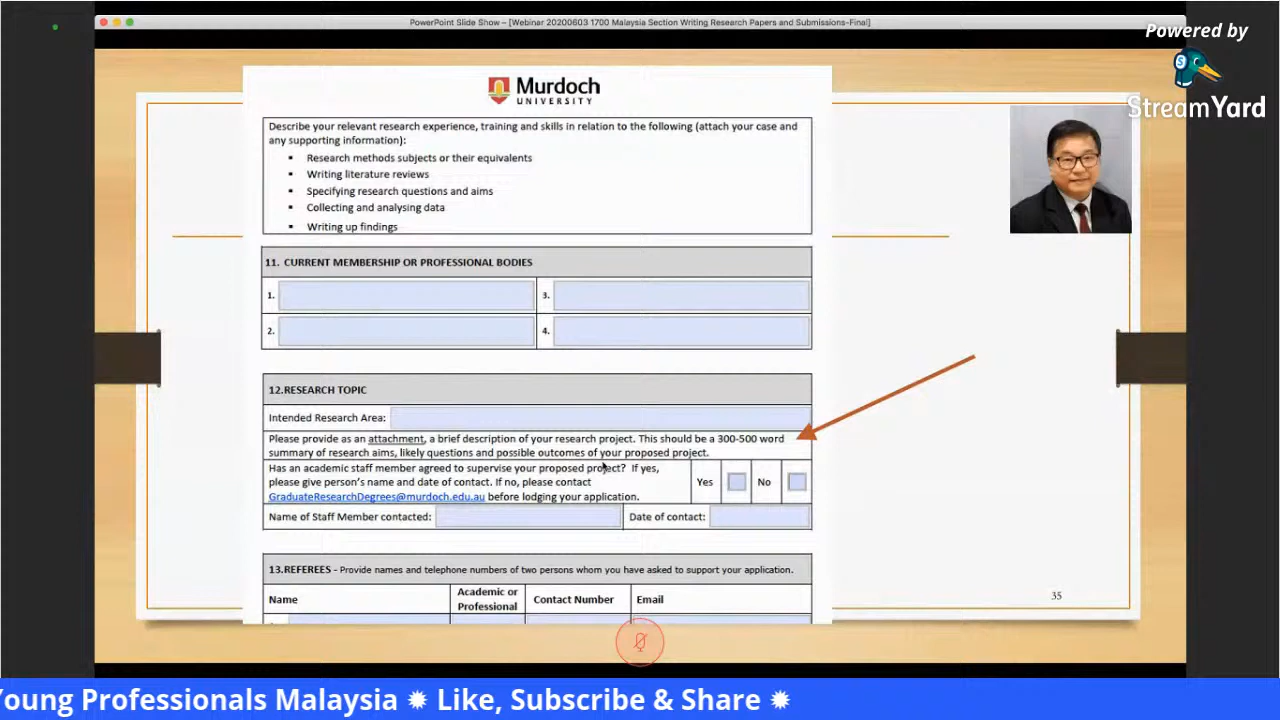 PowerPoint Slide Show – [Webinar 20200603 1700 Malaysia Section Writing Research Papers and Submissions-Final]
Powered by
StreamYard
Murdoch
UNIVERSITY
Describe your relevant research experience, training and skills in relation to the following (attach your case and
any supporting information):
▪ Research methods subjects or their equivalents
▪ Writing literature reviews
▪ Specifying research questions and aims
▪ Collecting and analysing data
▪ Writing up findings
11. CURRENT MEMBERSHIP OR PROFESSIONAL BODIES
1. 3.
2. 4.
12.RESEARCH TOPIC
Intended Research Area:
Please provide as an attachment, a brief description of your research project. This should be a 300-500 word
summary of research aims, likely questions and possible outcomes of your proposed project.
Has an academic staff member agreed to supervise your proposed project? If yes,
please give person's name and date of contact. If no, please contact
GraduateResearchDegrees@murdoch.edu.au before lodging your application.
Yes No
Name of Staff Member contacted: Date of contact:
13.REFEREES - Provide names and telephone numbers of two persons whom you have asked to support your application.
Name Academic or Professional Contact Number Email
35
Young Professionals Malaysia ✹ Like, Subscribe & Share ✹